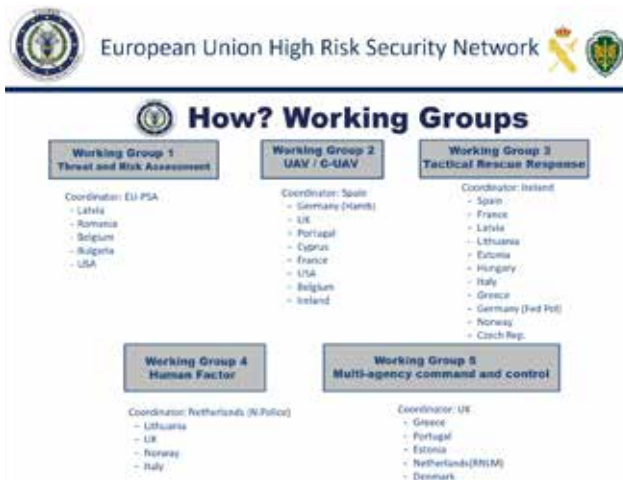 European Union High Risk Security Network
How? Working Groups
Working Group 1
Threat and Risk Assessment
Coordinator: EU-PSA
- Latvia
- Romania
- Belgium
- Bulgaria
- USA
Working Group 2
UAV / C-UAV
Coordinator: Spain
- Germany (Hamb)
- UK
- Portugal
- Cyprus
- France
- USA
- Belgium
- Ireland
Working Group 3
Tactical Rescue Response
Coordinator: Ireland
- Spain
- France
- Latvia
- Lithuania
- Estonia
- Hungary
- Italy
- Greece
- Germany (Fed Pol)
- Norway
- Czech Rep.
Working Group 4
Human Factor
Coordinator: Netherlands (N.Police)
- Lithuania
- UK
- Norway
- Italy
Working Group 5
Multi-agency command and control
Coordinator: UK
- Greece
- Portugal
- Estonia
- Netherlands(RNLM)
- Denmark